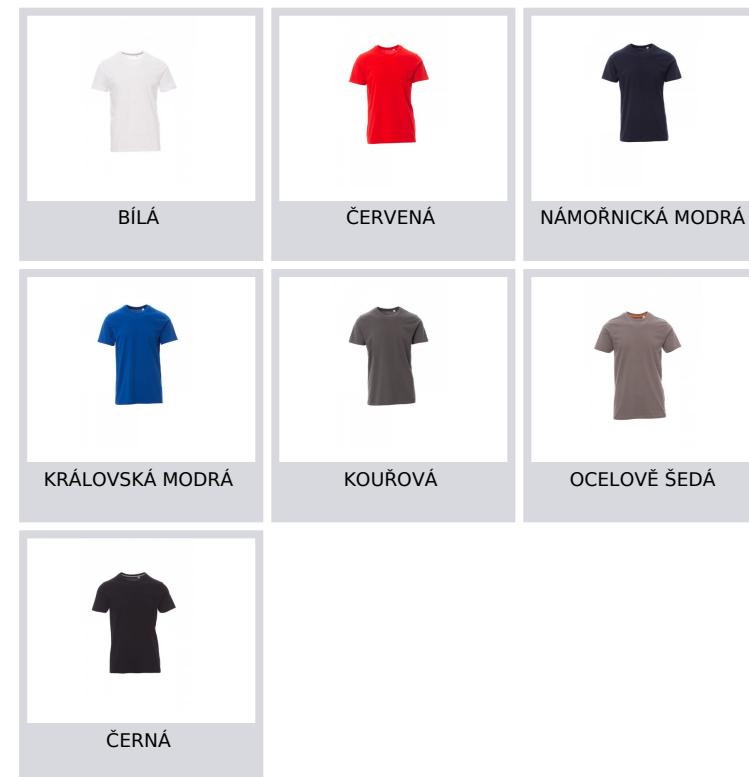 BÍLÁ
ČERVENÁ
NÁMOŘNICKÁ MODRÁ
KRÁLOVSKÁ MODRÁ
KOUŘOVÁ
OCELOVĚ ŠEDÁ
ČERNÁ